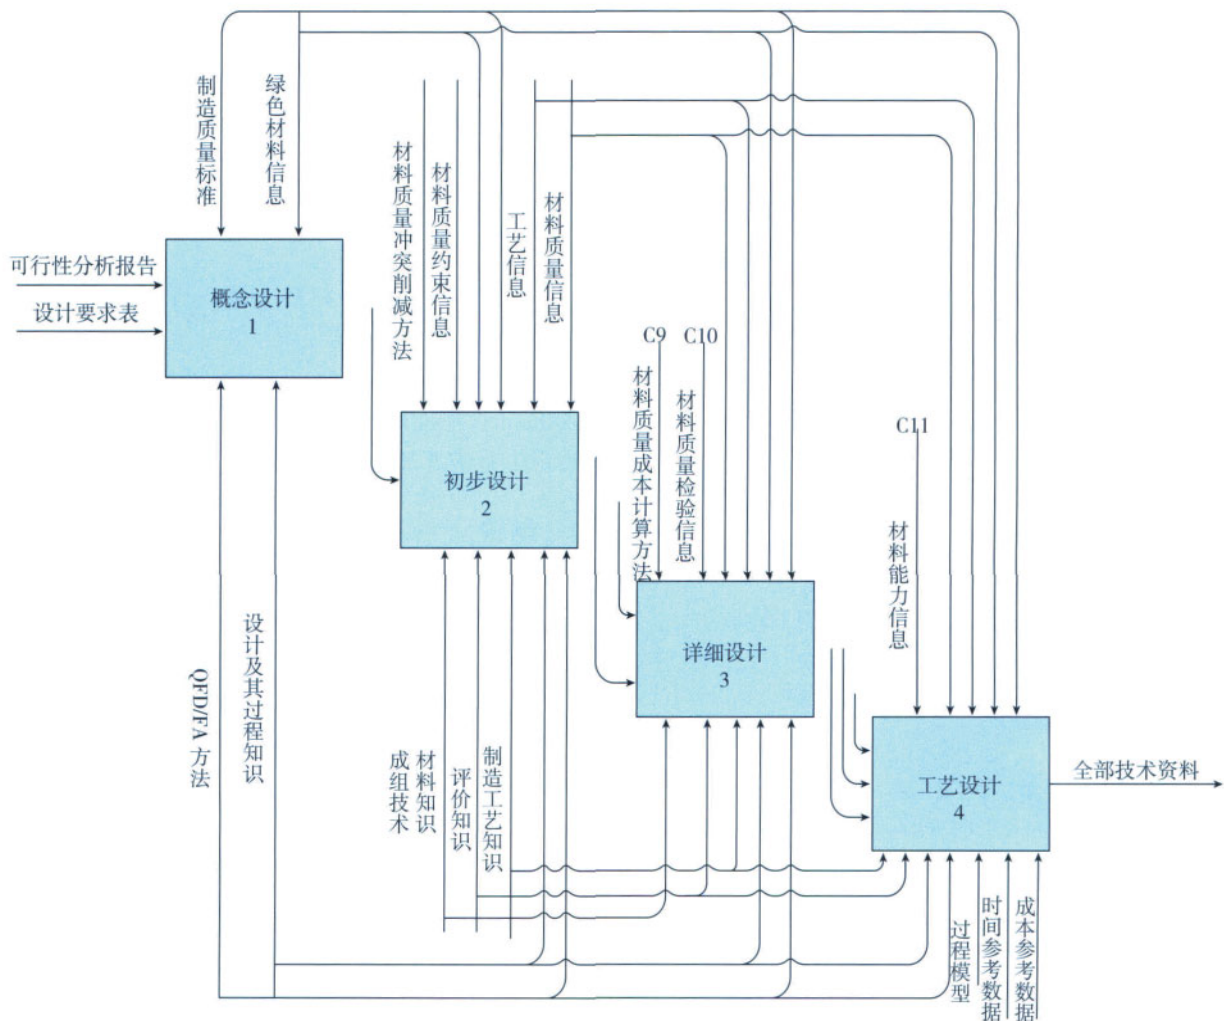 制造质量标准
绿色材料信息
可行性分析报告
设计要求表
概念设计
1
材料质量冲突削减方法
材料质量约束信息
工艺信息
材料质量信息
初步设计
2
C9
C10
材料质量成本计算方法
材料质量检验信息
详细设计
3
C11
材料能力信息
工艺设计
4
全部技术资料
QFD/FA 方法
设计及其过程知识
成组技术
材料知识
评价知识
制造工艺知识
过程模型
时间参考数据
成本参考数据